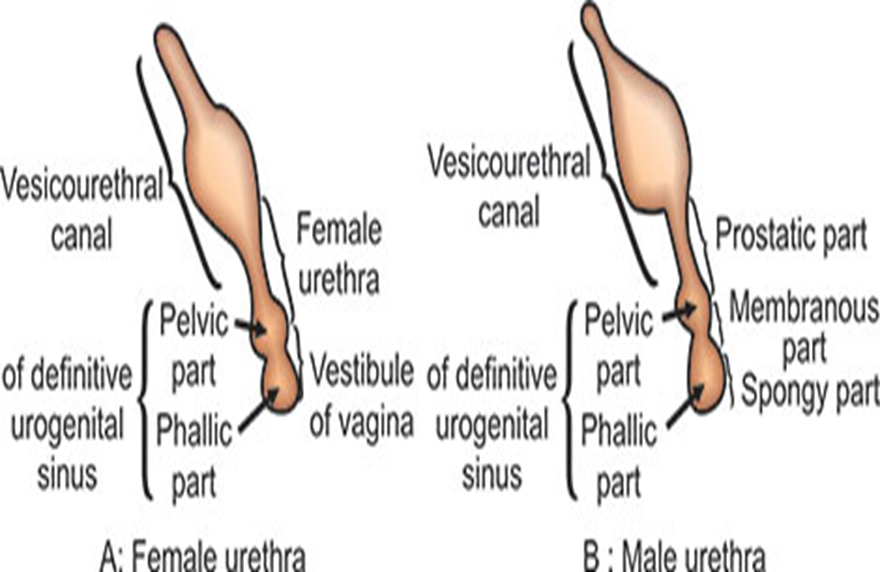 Vesicourethral
canal
Female
urethra
Pelvic
part
of definitive
urogenital
sinus
Phallic
part
Vestibule
of vagina
A: Female urethra
Vesicourethral
canal
Prostatic part
Pelvic
part
Membranous
part
of definitive
urogenital
sinus
Spongy part
Phallic
part
B : Male urethra